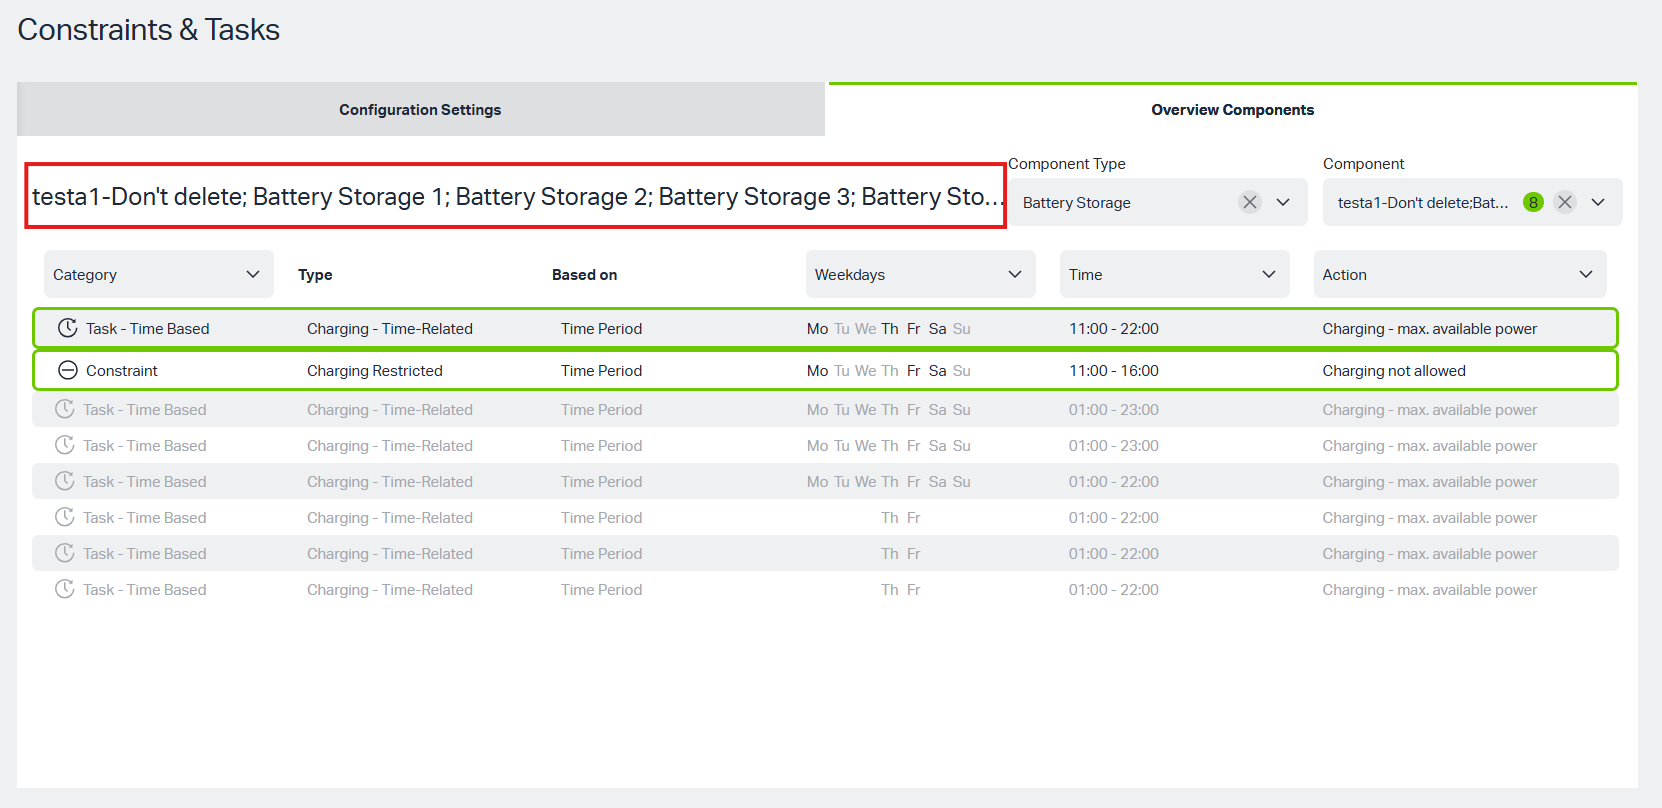 Constraints & Tasks
Configuration Settings
Overview Components
testa1-Don't delete; Battery Storage 1; Battery Storage 2; Battery Storage 3; Battery Sto...
Component Type
Battery Storage
Component
testa1-Don't delete;Bat... 8
Category Type Based on Weekdays Time Action
Task - Time Based Charging - Time-Related Time Period Mo Tu We Th Fr Sa Su 11:00 - 22:00 Charging - max. available power
Constraint Charging Restricted Time Period Mo Tu We Th Fr Sa Su 11:00 - 16:00 Charging not allowed
Task - Time Based Charging - Time-Related Time Period Mo Tu We Th Fr Sa Su 01:00 - 23:00 Charging - max. available power
Task - Time Based Charging - Time-Related Time Period Mo Tu We Th Fr Sa Su 01:00 - 23:00 Charging - max. available power
Task - Time Based Charging - Time-Related Time Period Mo Tu We Th Fr Sa Su 01:00 - 22:00 Charging - max. available power
Task - Time Based Charging - Time-Related Time Period Th Fr 01:00 - 22:00 Charging - max. available power
Task - Time Based Charging - Time-Related Time Period Th Fr 01:00 - 22:00 Charging - max. available power
Task - Time Based Charging - Time-Related Time Period Th Fr 01:00 - 22:00 Charging - max. available power